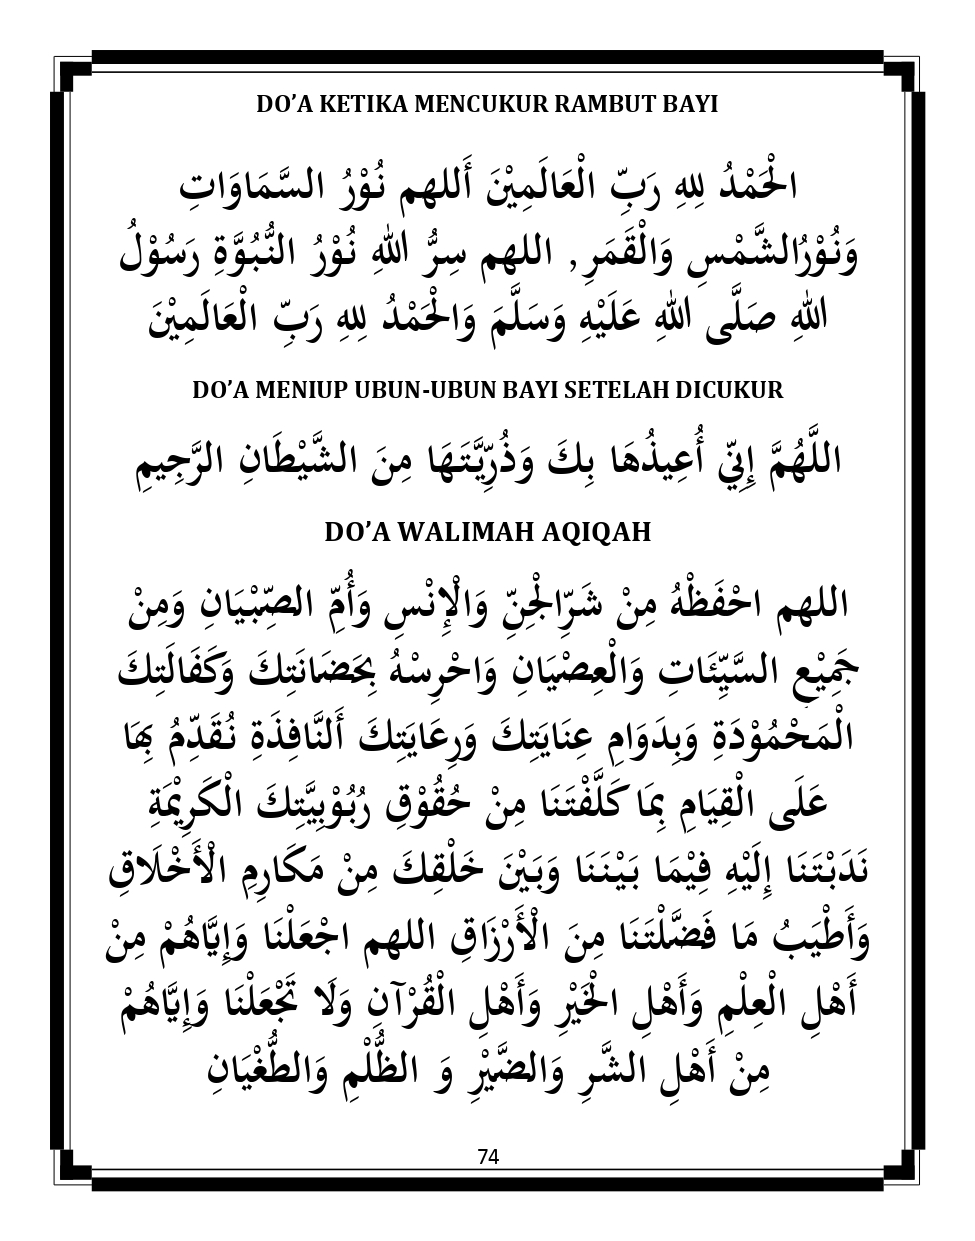 DO’A KETIKA MENCUKUR RAMBUT BAYI
الْحَمْدُ لِلهِ رَبِّ الْعَالَمِيْنَ أَللهم نُوْرُ السَّمَاوَاتِ
وَنُوْرُالشَّمْسِ وَالْقَمَرِ, اللهم سِرُّ اللهِ نُوْرُ النُّبُوَّةِ رَسُوْلُ
اللهِ صَلَّى اللهِ عَلَيْهِ وَسَلَّمَ وَالْحَمْدُ لِلهِ رَبِّ الْعَالَمِيْنَ
DO’A MENIUP UBUN-UBUN BAYI SETELAH DICUKUR
اللَّهُمَّ إِنِّي أُعِيذُهَا بِكَ وَذُرِّيَّتَهَا مِنَ الشَّيْطَانِ الرَّجِيمِ
DO’A WALIMAH AQIQAH
اللهم احْفَظْهُ مِنْ شَرِّالْجِنِّ وَالْإِنْسِ وَأُمِّ الصِّبْيَانِ وَمِنْ
جَمِيْعِ السَّيِّئَاتِ وَالْعِصْيَانِ وَاحْرِسْهُ بِحَضَانَتِكَ وَكَفَالَتِكَ
الْمَحْمُوْدَةِ وَبِدَوَامِ عِنَايَتِكَ وَرِعَايَتِكَ أَلنَّافِذَةِ نُقَدِّمُ بِهَا
عَلَى الْقِيَامِ بِمَا كَلَّفْتَنَا مِنْ حُقُوْقِ رُبُوْبِيَّتِكَ الْكَرِيْمَةِ
نَدَبْتَنَا إِلَيْهِ فِيْمَا بَيْنَنَا وَبَيْنَ خَلْقِكَ مِنْ مَكَارِمِ الْأَخْلَاقِ
وَأَطْيَبُ مَا فَضَّلْتَنَا مِنَ الْأَرْزَاقِ اللهم اجْعَلْنَا وَإِيَّاهُمْ مِنْ
أَهْلِ الْعِلْمِ وَأَهْلِ الْخَيْرِ وَأَهْلِ الْقُرْآنِ وَلَا تَجْعَلْنَا وَإِيَّاهُمْ
مِنْ أَهْلِ الشَّرِ وَالضَّيْرِ وَ الظُّلْمِ وَالطُّغْيَانِ
74